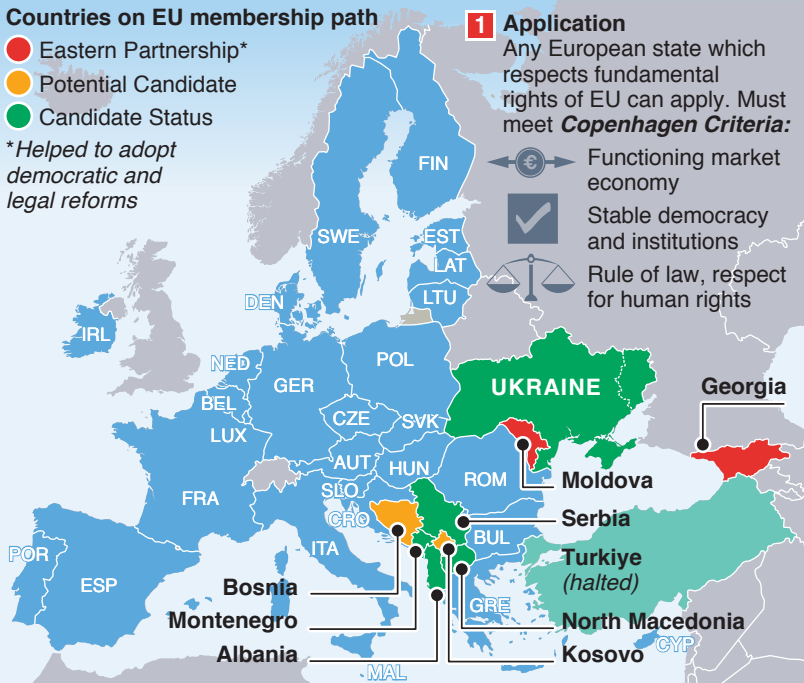 Countries on EU membership path
Eastern Partnership*
Potential Candidate
Candidate Status
*Helped to adopt
democratic and
legal reforms
1 Application
Any European state which
respects fundamental
rights of EU can apply. Must
meet Copenhagen Criteria:
€
Functioning market
economy
Stable democracy
and institutions
Rule of law, respect
for human rights
FIN
SWE
EST
LAT
LTU
DEN
IRL
NED
POL
GER
BEL
UKRAINE
Georgia
CZE
SVK
LUX
AUT
HUN
ROM
Moldova
SLO
FRA
CRO
Serbia
BUL
ITA
POR
ESP
Turkiye
(halted)
Bosnia
GRE
Montenegro
North Macedonia
CYP
Albania
Kosovo
MAL